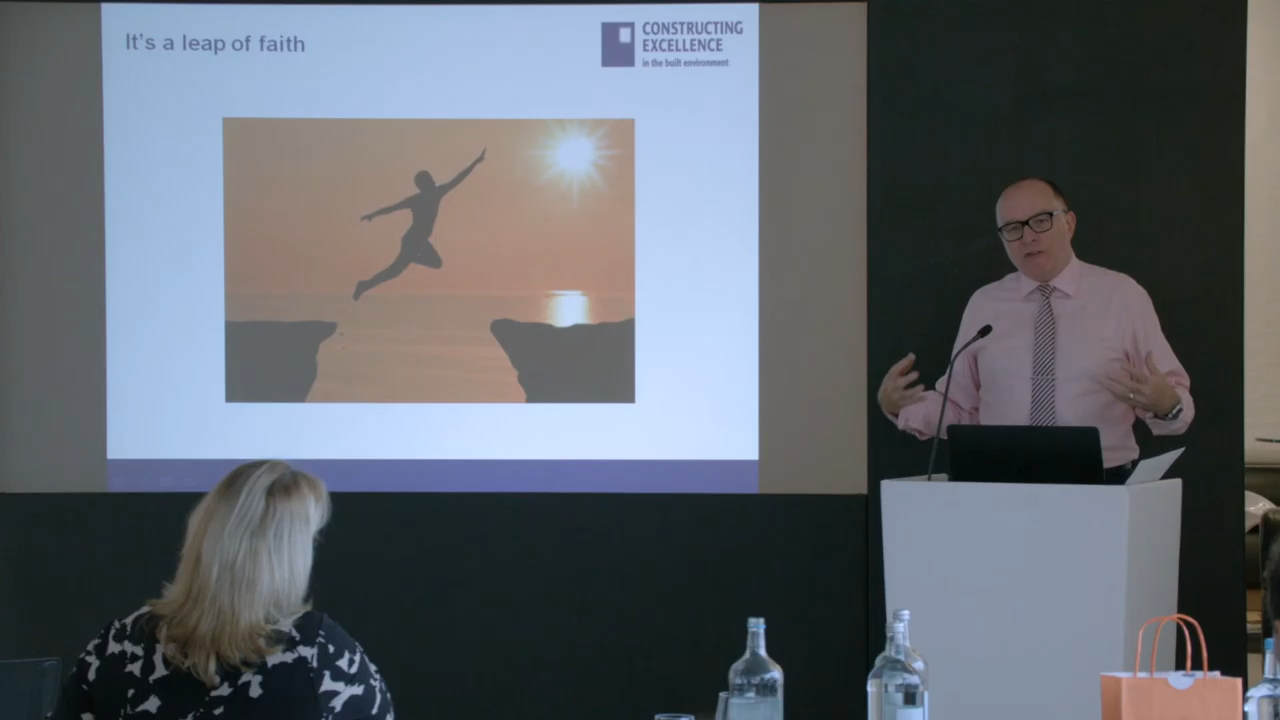 It's a leap of faith
CONSTRUCTING
EXCELLENCE
in the built environment